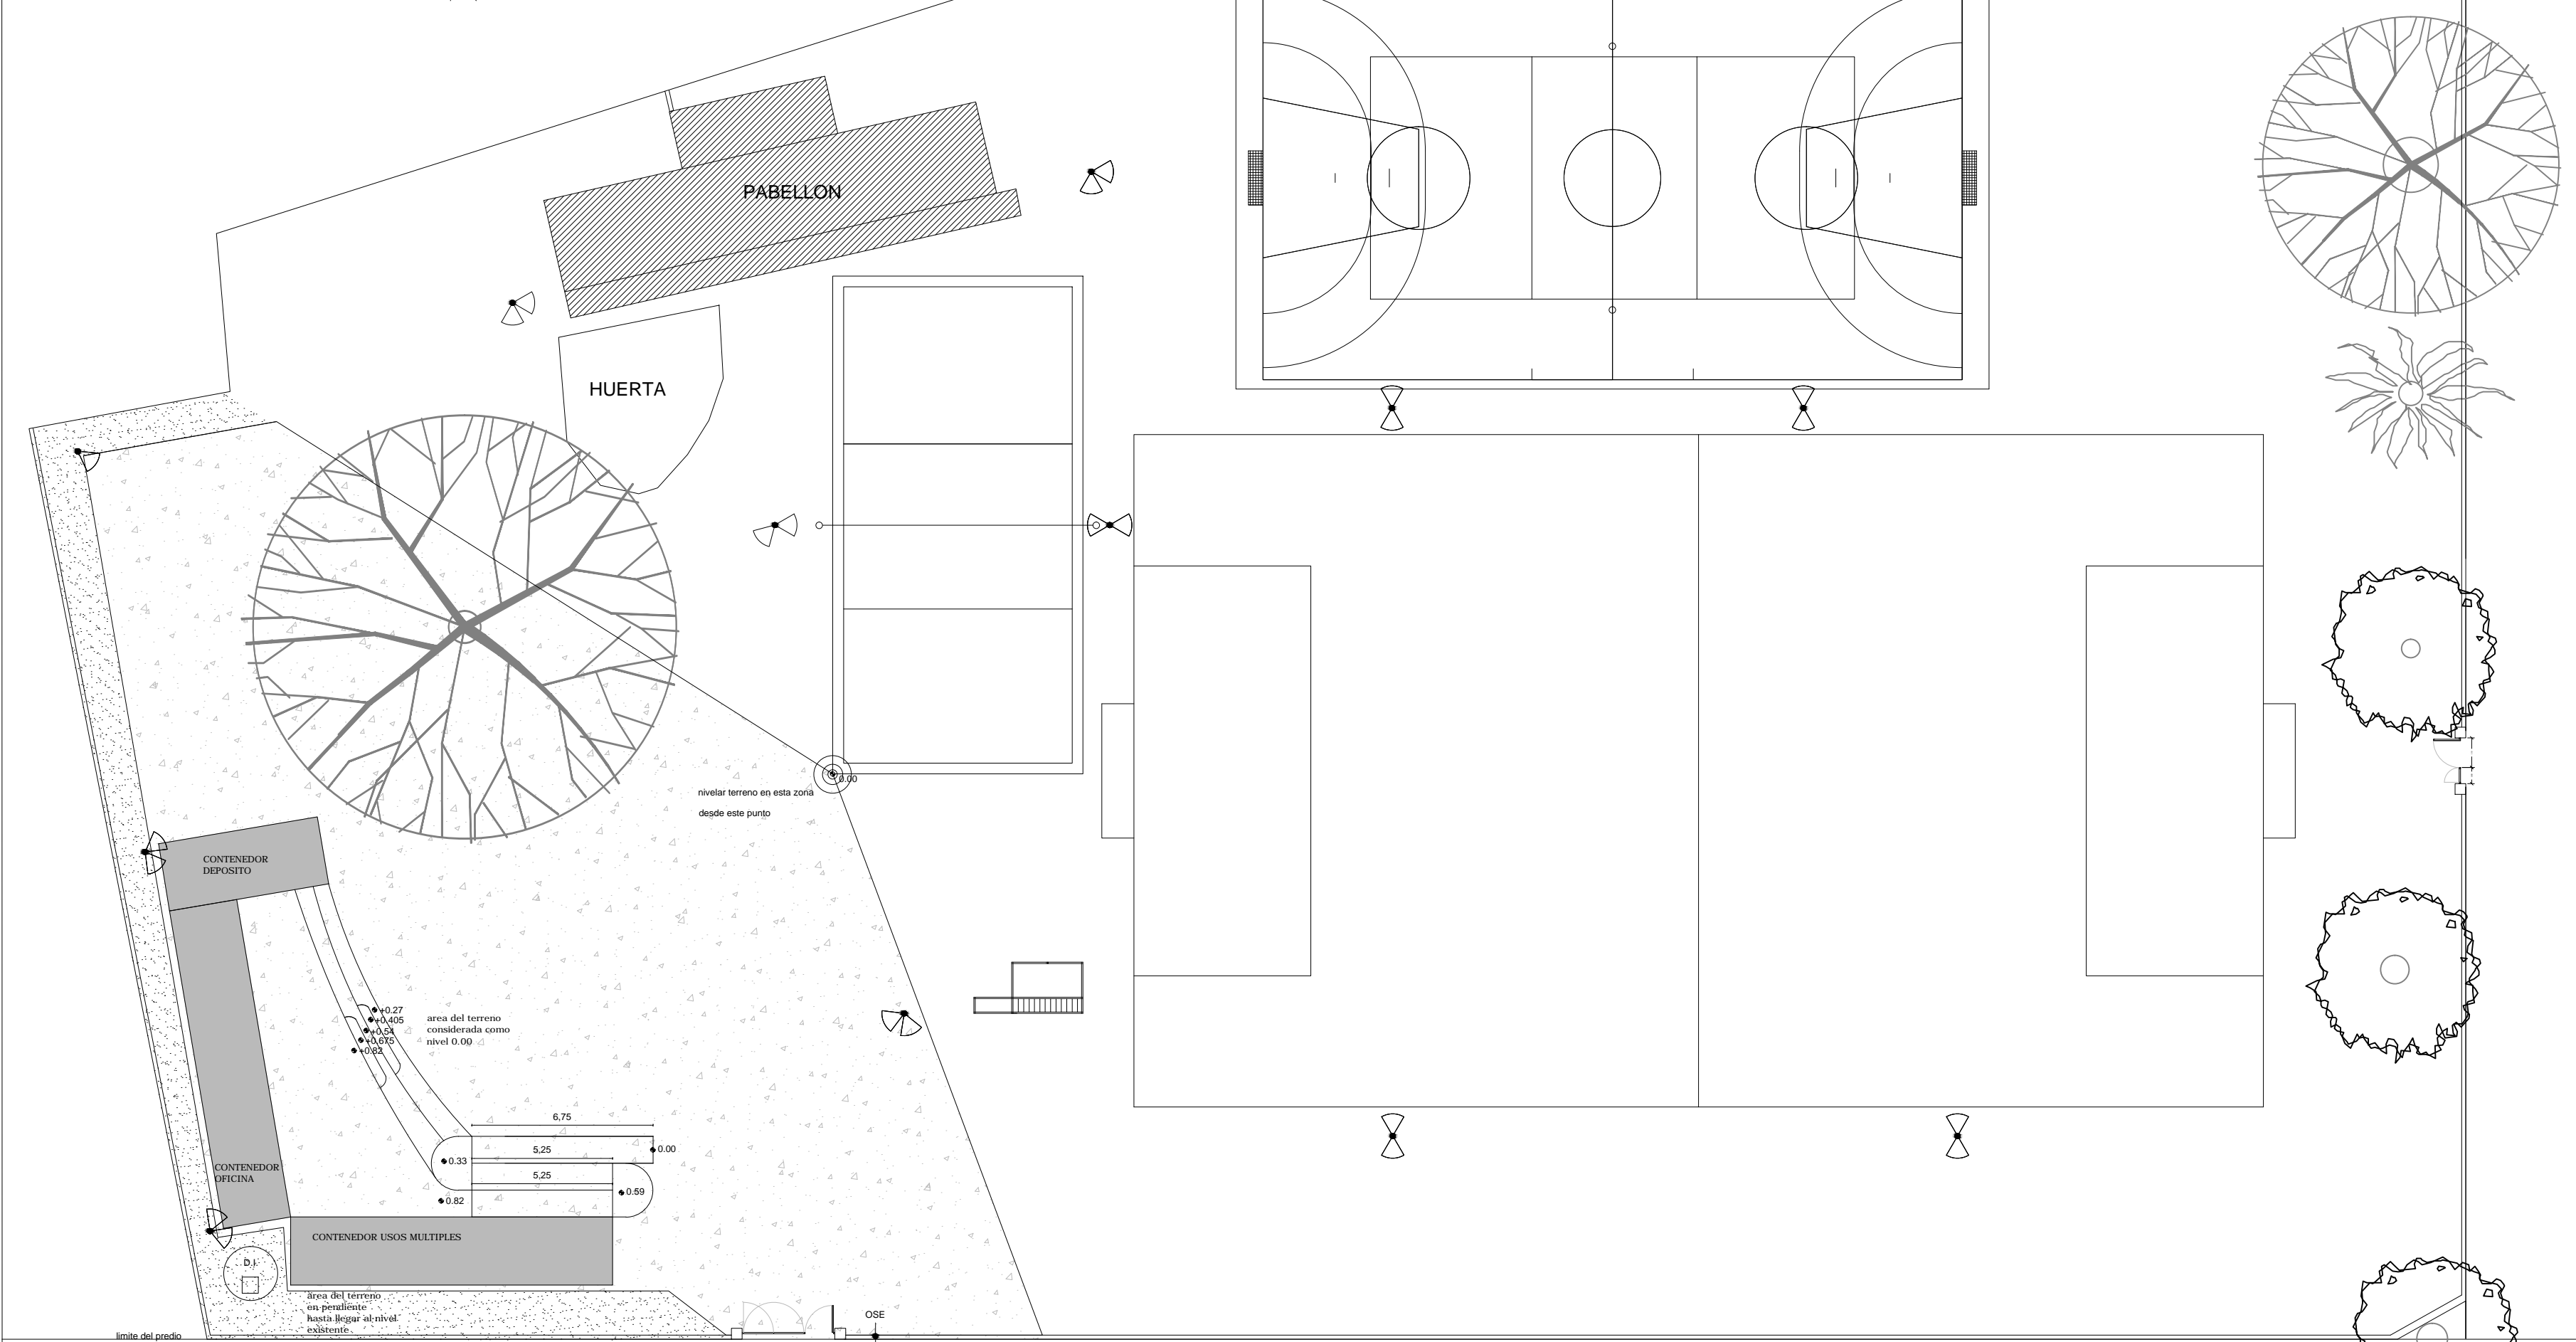 PABELLON
HUERTA
0.00
nivelar terreno en esta zona
desde este punto
CONTENEDOR
DEPOSITO
+0.27
+0.405
+0.54
+0.675
+0.82
area del terreno
considerada como
nivel 0.00
6,75
5,25
0.00
0.33
5,25
0.59
0.82
CONTENEDOR
OFICINA
CONTENEDOR USOS MULTIPLES
D.I.
area del terreno
en pendiente
hasta llegar al nivel
existente
OSE
limite del predio